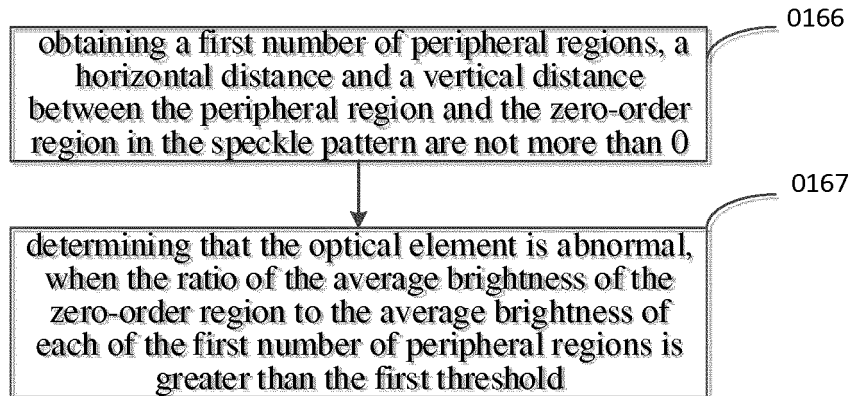 obtaining a first number of peripheral regions, a
horizontal distance and a vertical distance
between the peripheral region and the zero-order
region in the speckle pattern are not more than 0
0166
determining that the optical element is abnormal,
when the ratio of the average brightness of the
zero-order region to the average brightness of
each of the first number of peripheral regions is
greater than the first threshold
0167